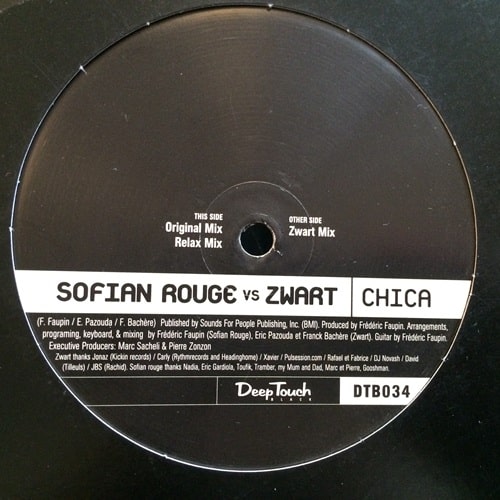 THIS SIDE
Original Mix
Relax Mix
OTHER SIDE
Zwart Mix
SOFIAN ROUGE VS ZWART
CHICA
(F. Faupin / E. Pazouda / F. Bachère) Published by Sounds For People Publishing, Inc. (BMI). Produced by Frédéric Faupin. Arrangements,
programing, keyboard, & mixing by Frédéric Faupin (Sofian Rouge), Eric Pazouda et Franck Bachère (Zwart). Guitar by Frédéric Faupin.
Executive Producers: Marc Sacheli & Pierre Zonzon
Zwart thanks Jonaz (Kickin records) / Carly (Rythmrecords and Headinghome) / Xavier / Pulsession.com / Rafael et Fabrice / DJ Novash / David
(Tilleuls) / JBS (Rachid). Sofian rouge thanks Nadia, Eric Gardiola, Toufik, Tramber, my Mum and Dad, Marc et Pierre, Gooshman.
Deep Touch
BLACK
DTB034